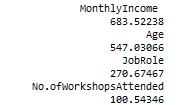 MonthlyIncome
683.52238
Age
547.03066
JobRole
270.67467
No.ofWorkshopsAttended
100.54346